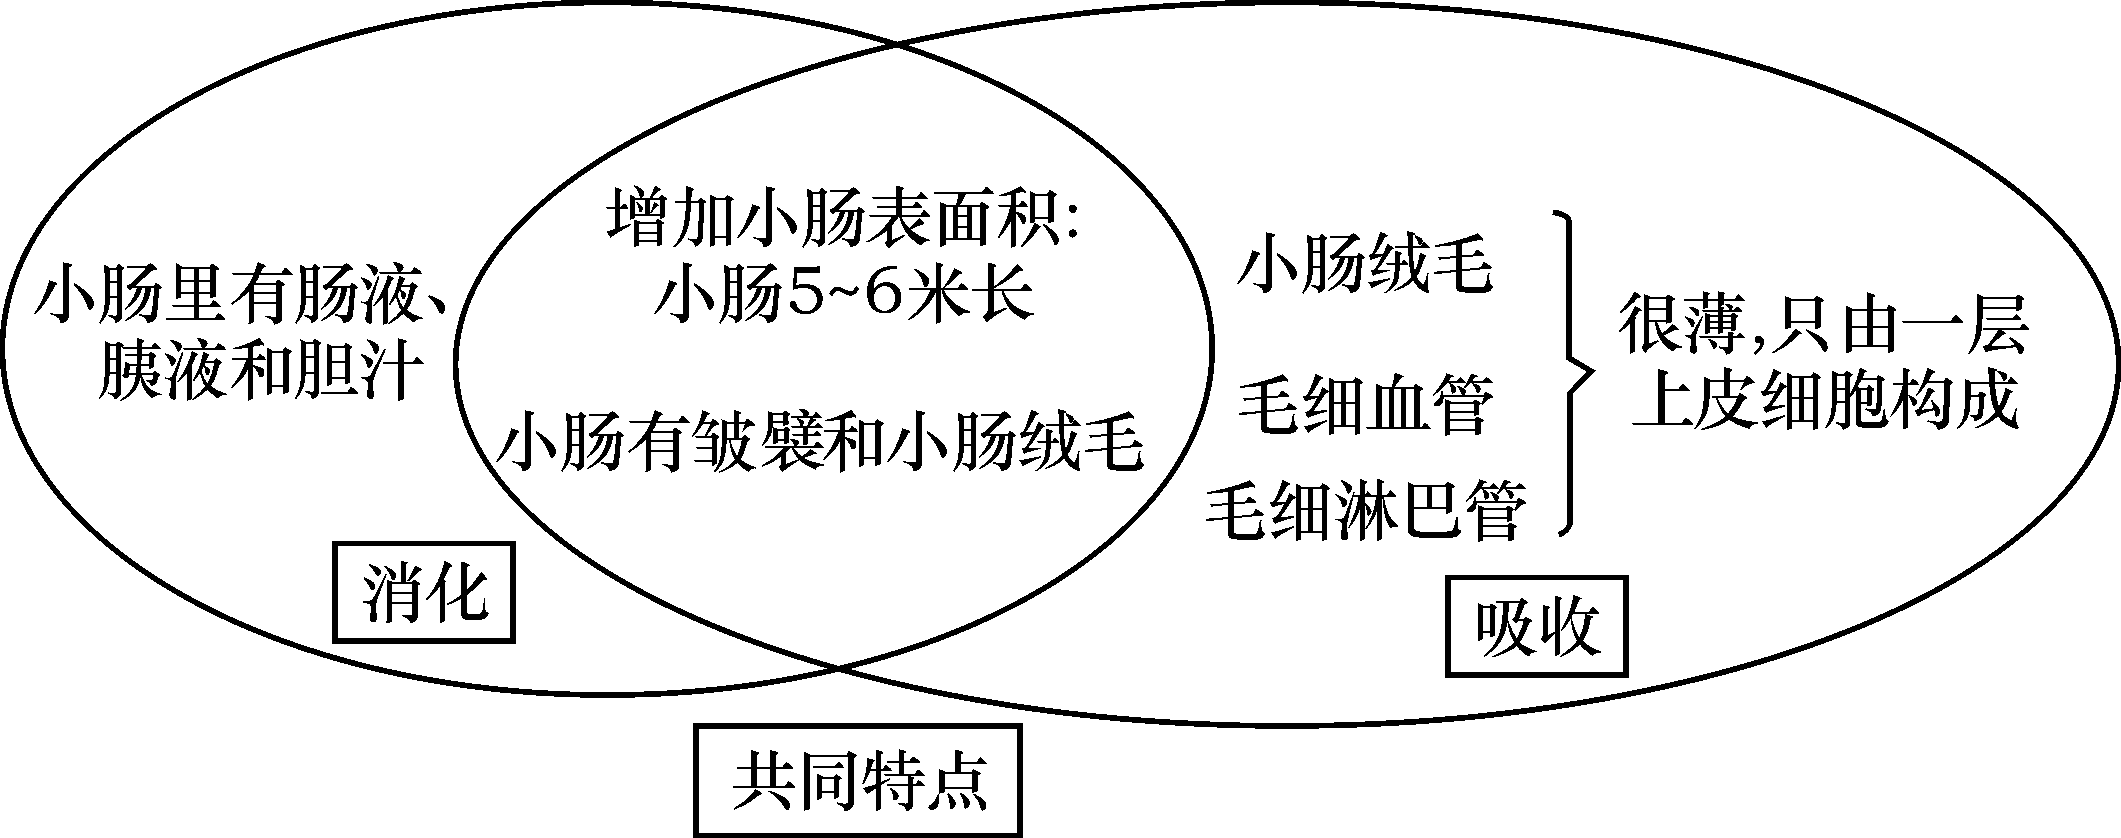 小肠里有肠液、
胰液和胆汁
消化
增加小肠表面积:
小肠5~6米长
小肠有皱襞和小肠绒毛
共同特点
小肠绒毛
毛细血管
毛细淋巴管
很薄,只由一层
上皮细胞构成
吸收